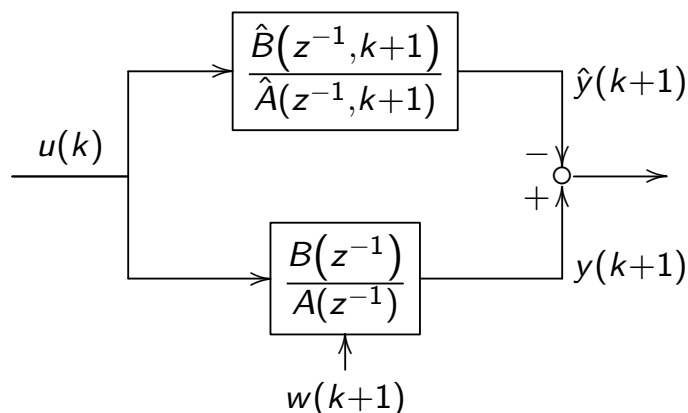 B̂(z⁻¹,k+1)
Â(z⁻¹,k+1)
ŷ(k+1)
u(k)
−
+
B(z⁻¹)
A(z⁻¹)
y(k+1)
w(k+1)